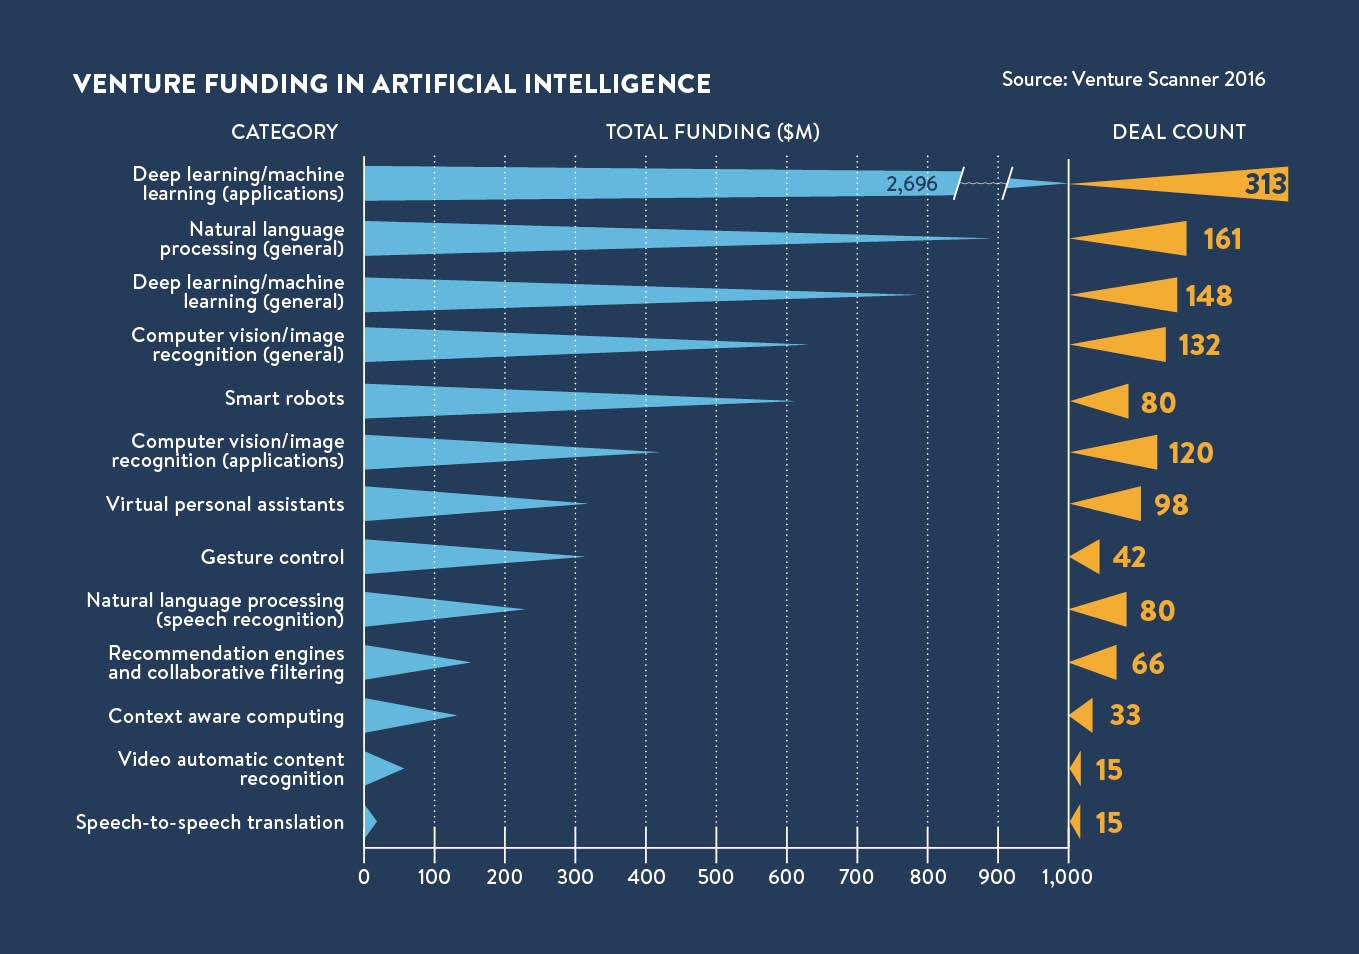 VENTURE FUNDING IN ARTIFICIAL INTELLIGENCE
Source: Venture Scanner 2016
CATEGORY
TOTAL FUNDING ($M)
DEAL COUNT
Deep learning/machine
learning (applications)
2,696
313
Natural language
processing (general)
161
Deep learning/machine
learning (general)
148
Computer vision/image
recognition (general)
132
Smart robots
80
Computer vision/image
recognition (applications)
120
Virtual personal assistants
98
Gesture control
42
Natural language processing
(speech recognition)
80
Recommendation engines
and collaborative filtering
66
Context aware computing
33
Video automatic content
recognition
15
Speech-to-speech translation
15
0 100 200 300 400 500 600 700 800 900 1,000